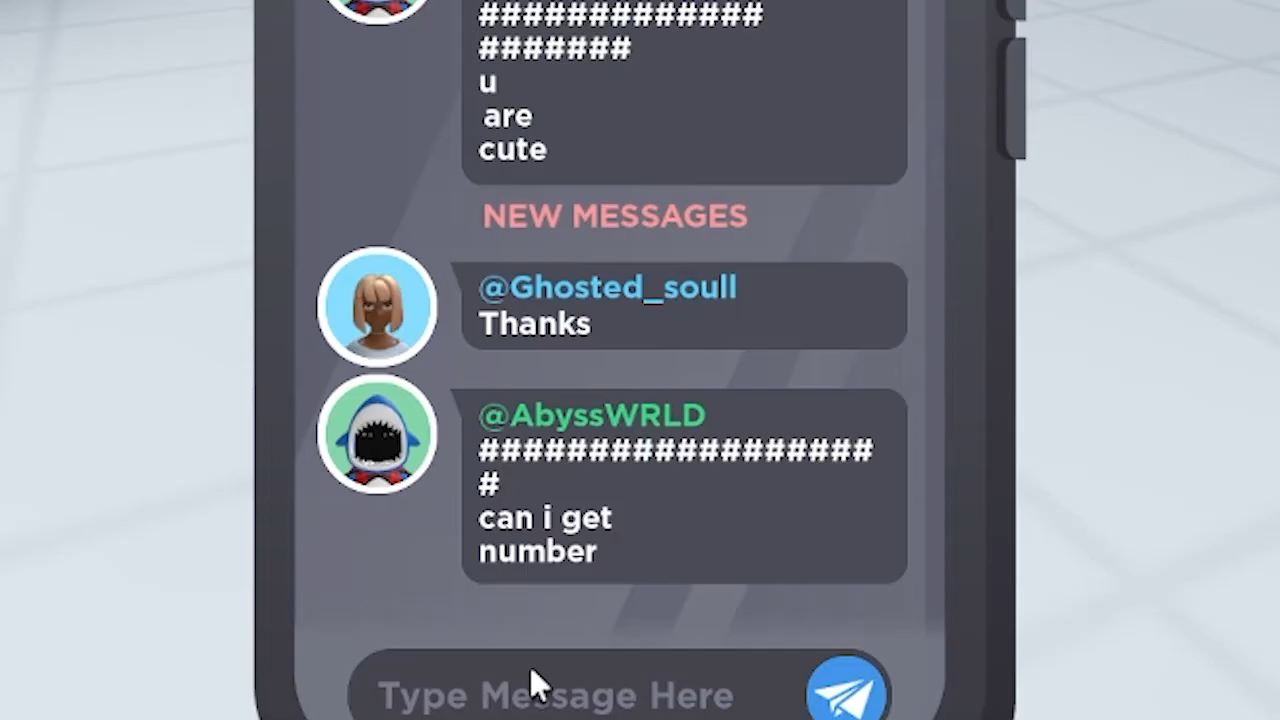 #############
#######
u
are
cute
NEW MESSAGES
@Ghosted_soull
Thanks
@AbyssWRLD
##################
#
can i get
number
Type Message Here